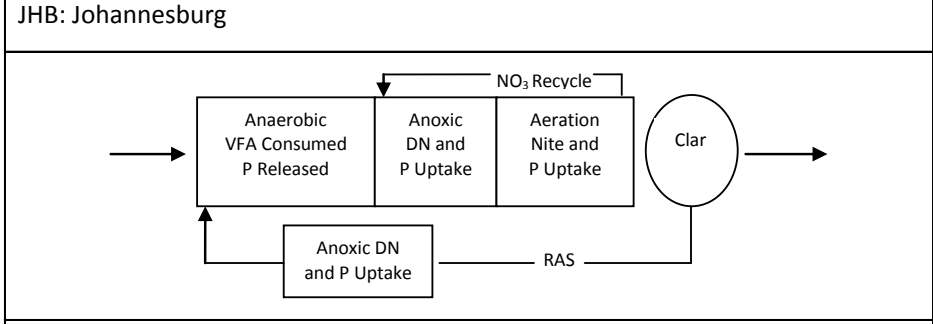 JHB: Johannesburg
NO₃ Recycle
Anaerobic
VFA Consumed
P Released
Anoxic
DN and
P Uptake
Aeration
Nite and
P Uptake
Clar
Anoxic DN
and P Uptake
RAS